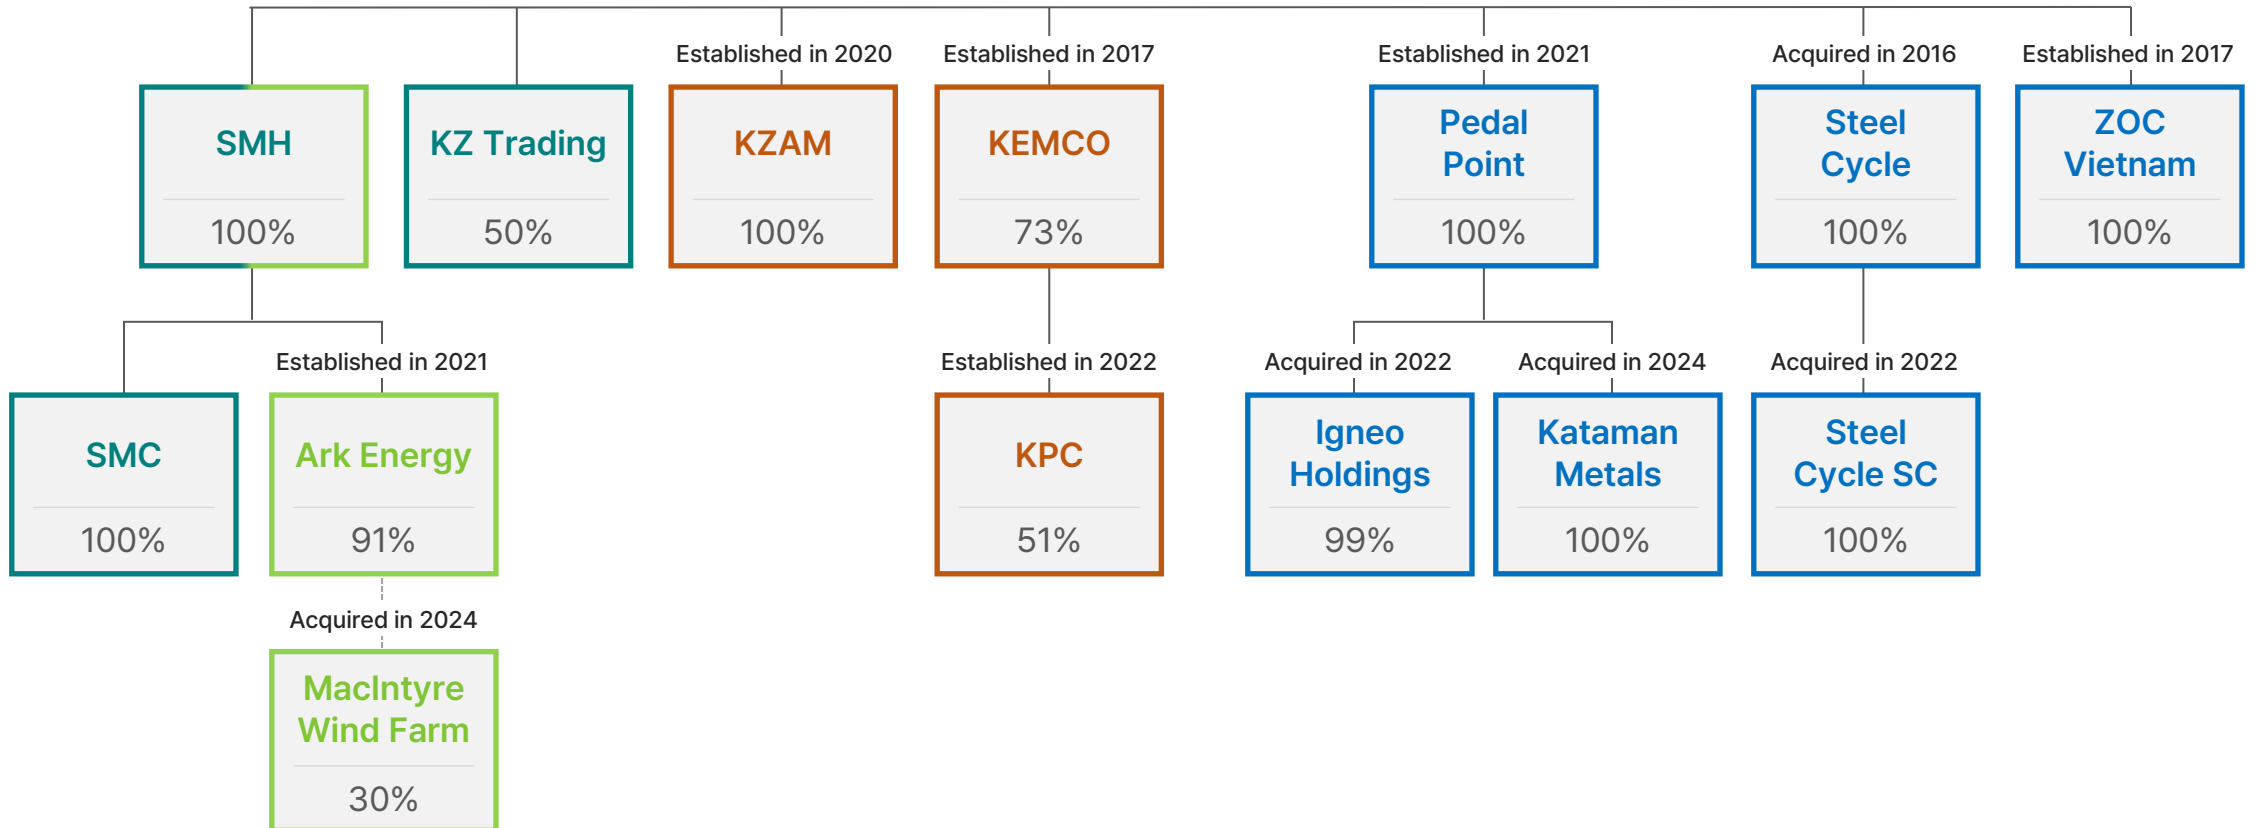 Established in 2020
Established in 2017
Established in 2021
Acquired in 2016
Established in 2017
SMH
100%
KZ Trading
50%
KZAM
100%
KEMCO
73%
Pedal
Point
100%
Steel
Cycle
100%
ZOC
Vietnam
100%
Established in 2021
Established in 2022
Acquired in 2022
Acquired in 2024
Acquired in 2022
SMC
100%
Ark Energy
91%
KPC
51%
Igneo
Holdings
99%
Kataman
Metals
100%
Steel
Cycle SC
100%
Acquired in 2024
MacIntyre
Wind Farm
30%